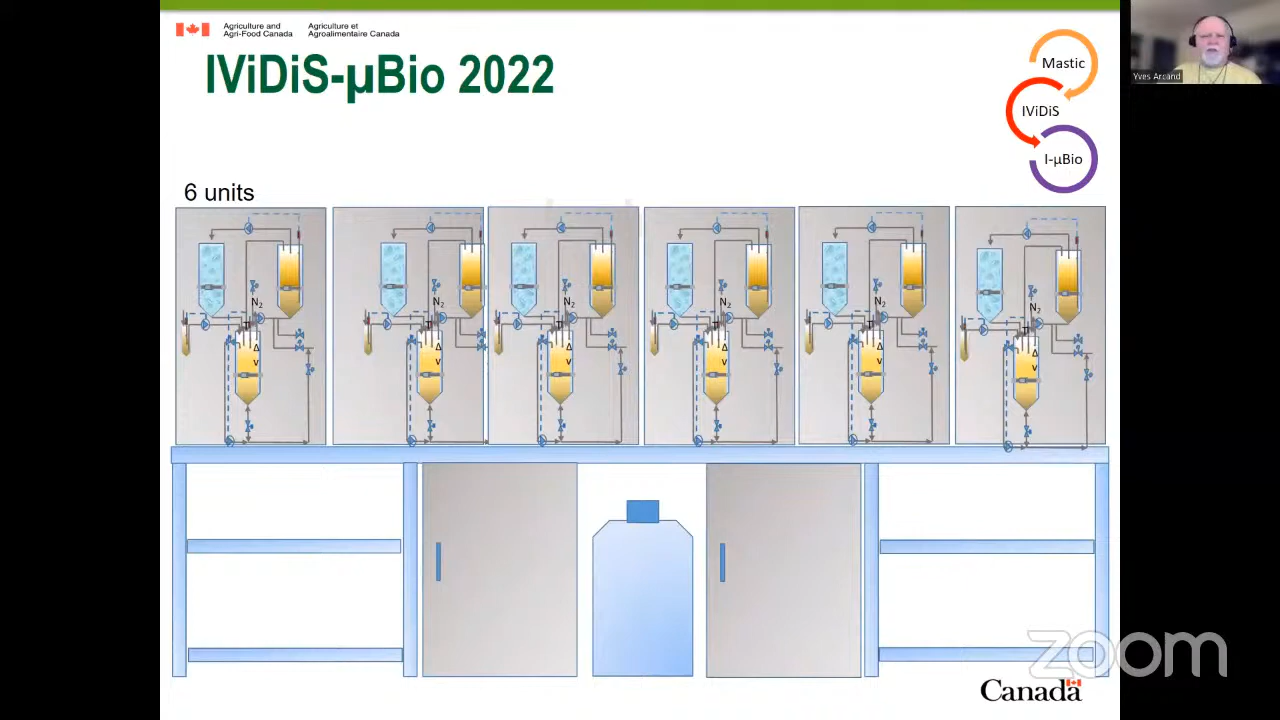 Agriculture and
Agri-Food Canada
Agriculture et
Agroalimentaire Canada
IViDiS-µBio 2022
Mastic
IViDiS
I-µBio
Yves Arcand
6 units
N2
T
Δ
v
N2
T
Δ
v
N2
T
Δ
v
N2
T
Δ
v
N2
T
Δ
v
N2
T
Δ
v
zoom
Canada